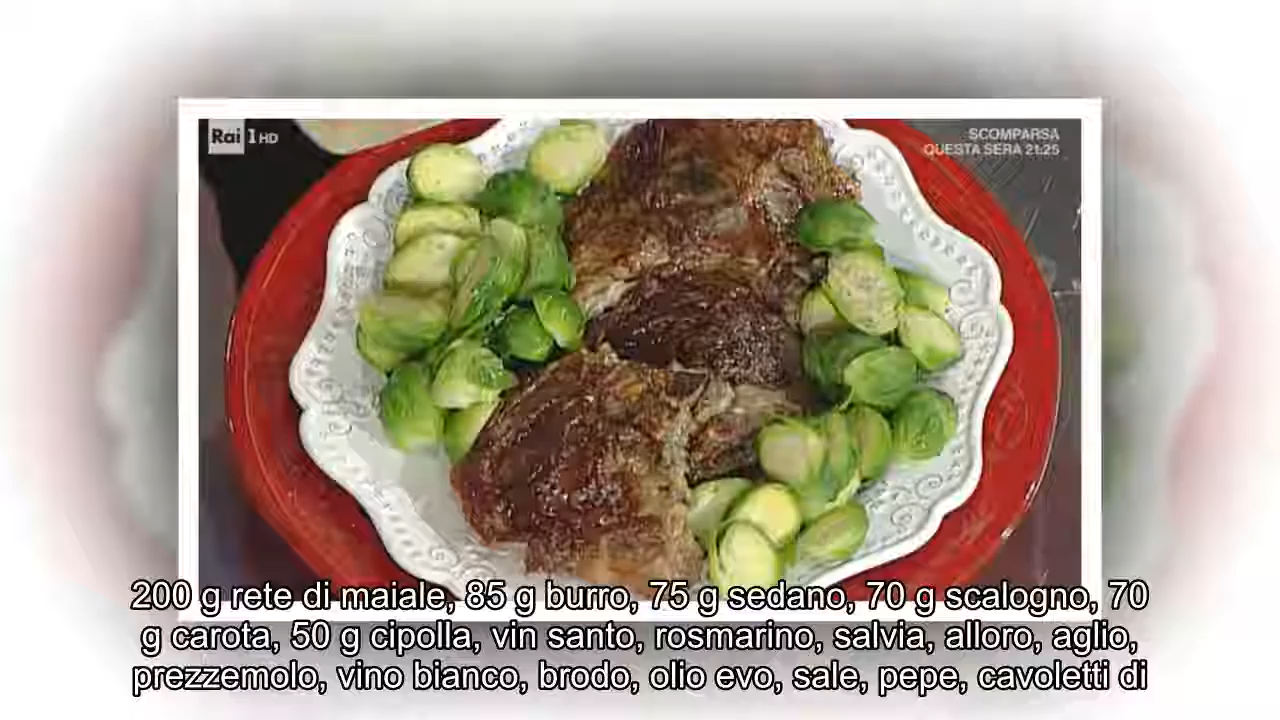 Rai 1 HD
SCOMPARSA
QUESTA SERA 21:25
200 g rete di maiale, 85 g burro, 75 g sedano, 70 g scalogno, 70
g carota, 50 g cipolla, vin santo, rosmarino, salvia, alloro, aglio,
prezzemolo, vino bianco, brodo, olio evo, sale, pepe, cavoletti di